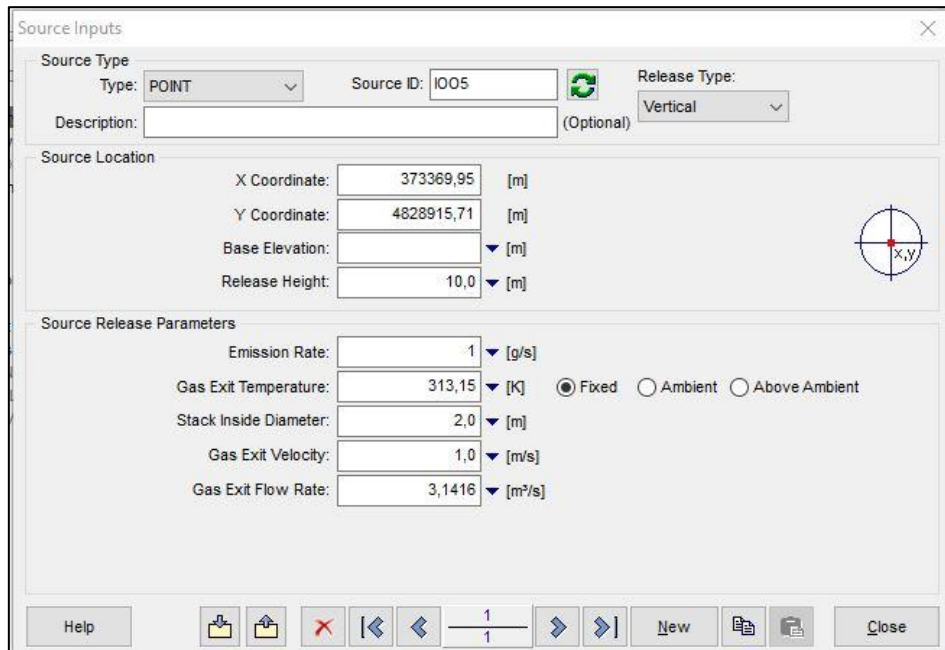 Source Inputs
Source Type
Type: POINT Source ID: IOO5 Release Type:
Vertical
Description: (Optional)
Source Location
X Coordinate: 373369,95 [m]
Y Coordinate: 4828915,71 [m]
Base Elevation: [m]
Release Height: 10,0 [m]
x,y
Source Release Parameters
Emission Rate: 1 [g/s]
Gas Exit Temperature: 313,15 [K] Fixed Ambient Above Ambient
Stack Inside Diameter: 2,0 [m]
Gas Exit Velocity: 1,0 [m/s]
Gas Exit Flow Rate: 3,1416 [m³/s]
Help 1 New Close
1